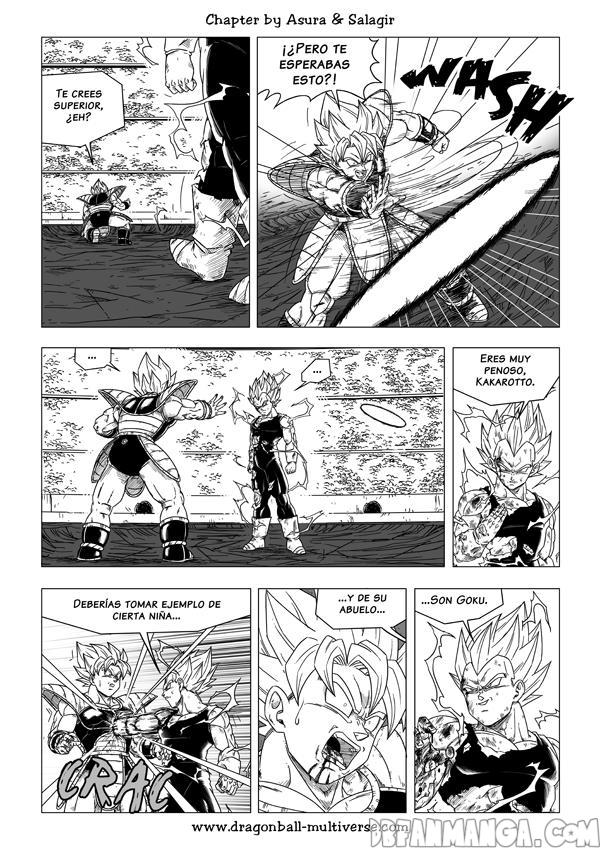 Chapter by Asura & Salagir
Te crees
superior,
¿eh?
¡¿Pero te
esperabas
esto?!
WASH
...
...
Eres muy
penoso,
Kakarotto.
Deberías tomar ejemplo de
cierta niña...
CRAC
...y de su
abuelo...
...Son Goku.
www.dragonball-multiverse.com
DBFANMANGA.COM